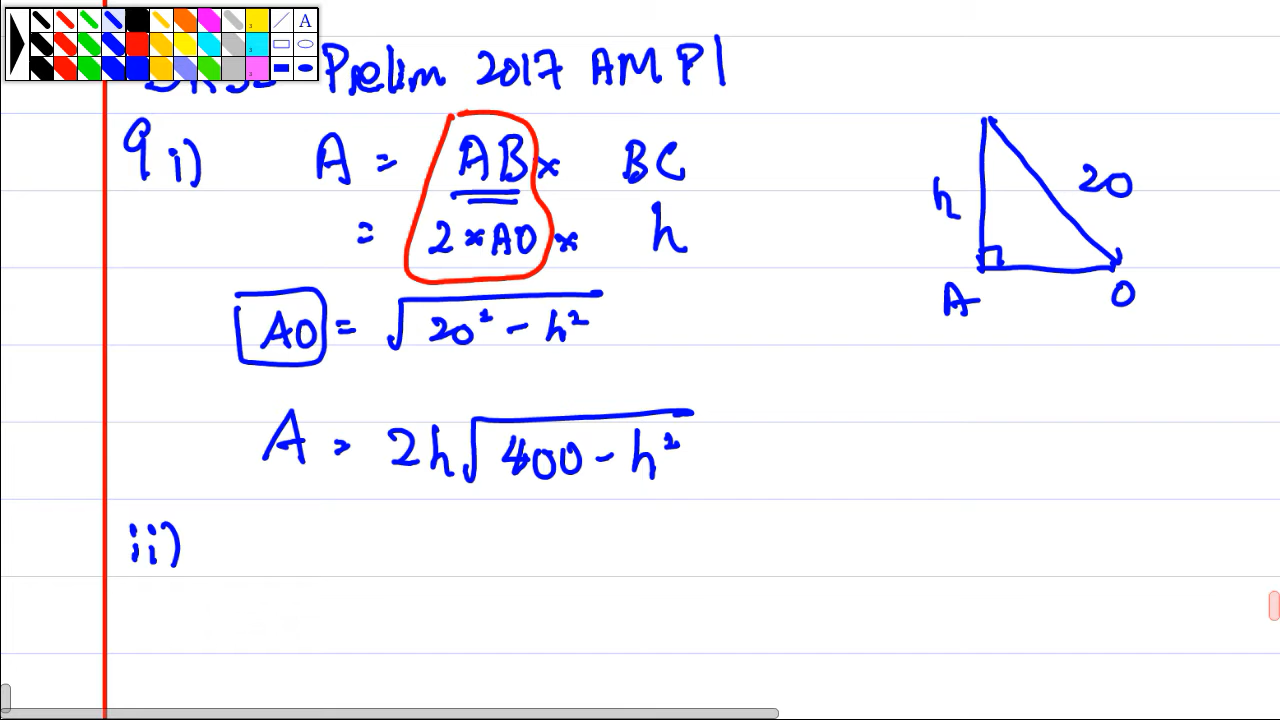 A
Prelim 2017 AM P1
9 i) A = AB × BC
= 2 × AO × h
AO = √(20² - h²)
A = 2h√(400 - h²)
ii)
h
20
A
O